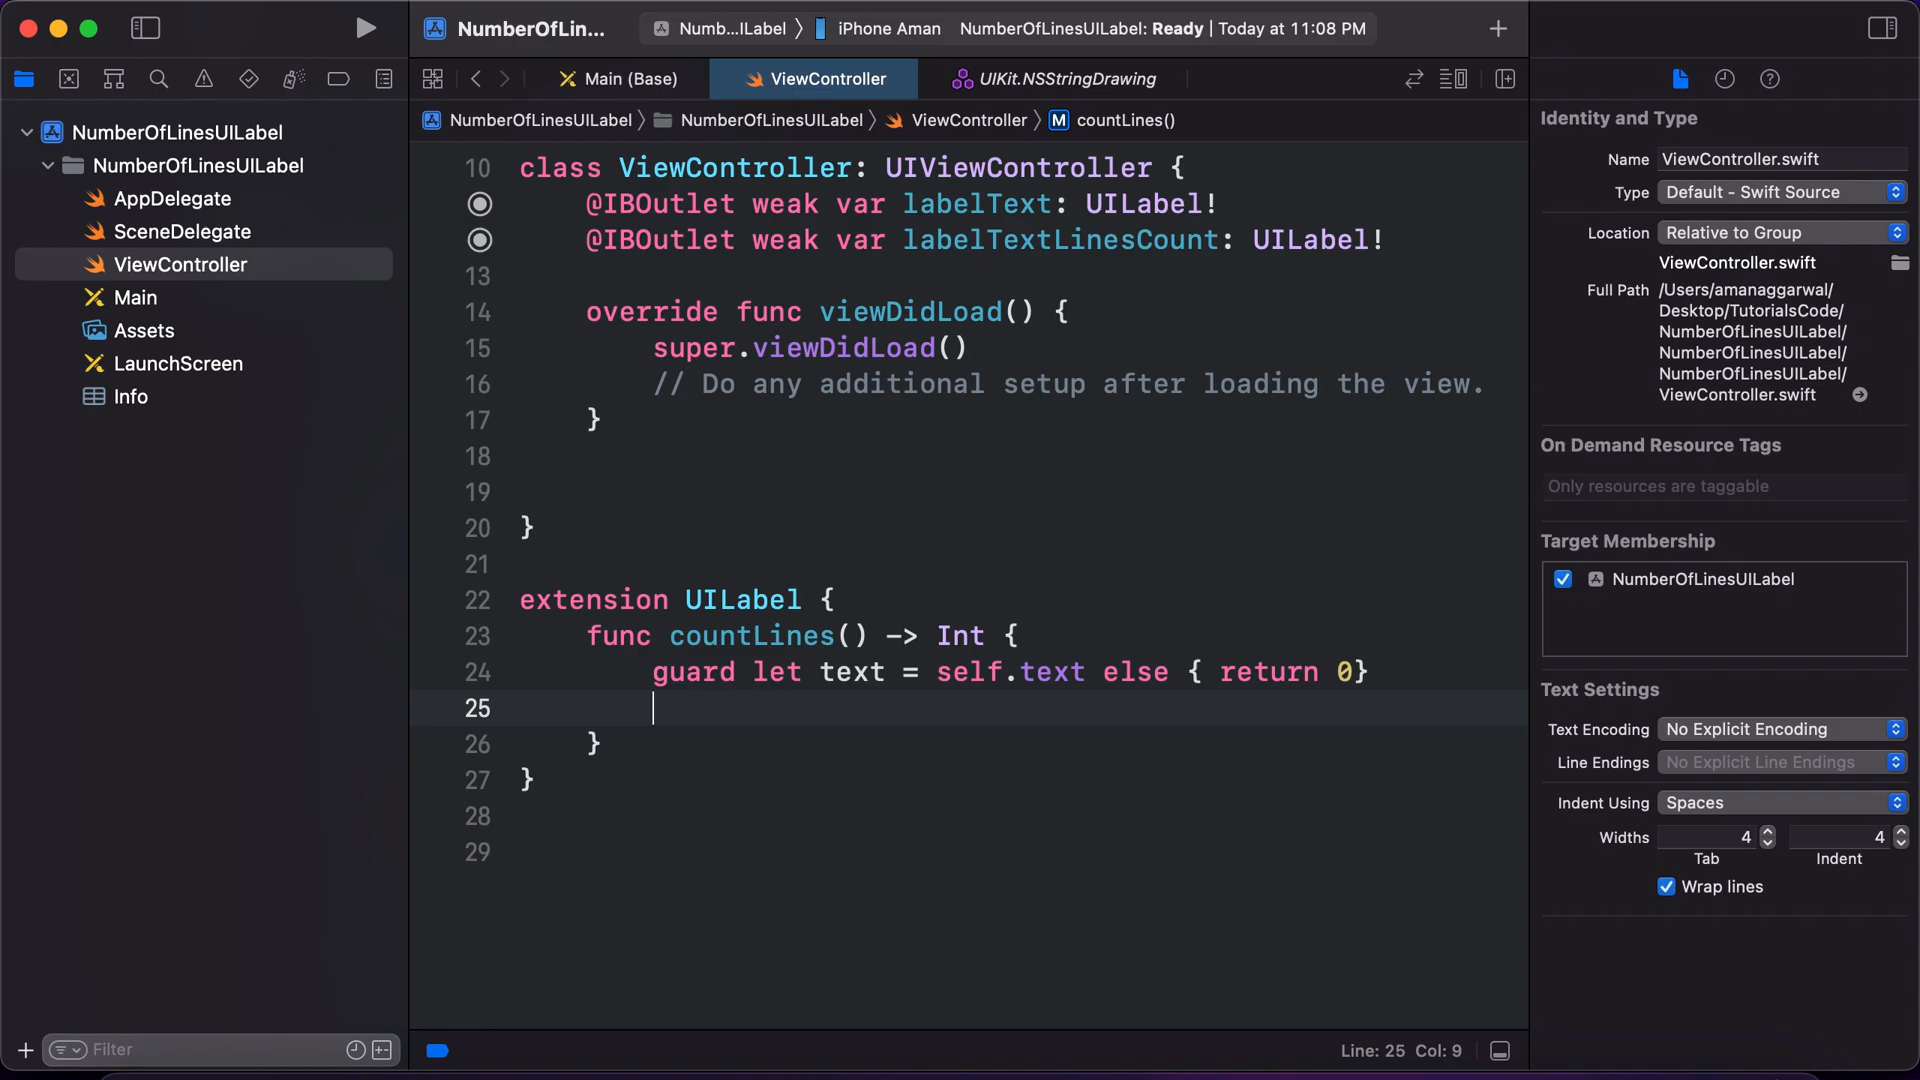 NumberOfLin...
Numb...ILabel 〉 iPhone Aman
NumberOfLinesUILabel: Ready | Today at 11:08 PM
Main (Base)
ViewController
UIKit.NSStringDrawing
NumberOfLinesUILabel 〉 NumberOfLinesUILabel 〉 ViewController 〉 M countLines()
NumberOfLinesUILabel
NumberOfLinesUILabel
AppDelegate
SceneDelegate
ViewController
Main
Assets
LaunchScreen
Info
Filter
10 class ViewController: UIViewController {
@IBOutlet weak var labelText: UILabel!
@IBOutlet weak var labelTextLinesCount: UILabel!
13
14 override func viewDidLoad() {
15 super.viewDidLoad()
16 // Do any additional setup after loading the view.
17 }
18
19
20 }
21
22 extension UILabel {
23 func countLines() -> Int {
24 guard let text = self.text else { return 0}
25
26 }
27 }
28
29
Line: 25 Col: 9
Identity and Type
Name ViewController.swift
Type Default - Swift Source
Location Relative to Group
ViewController.swift
Full Path /Users/amanaggarwal/
Desktop/TutorialsCode/
NumberOfLinesUILabel/
NumberOfLinesUILabel/
NumberOfLinesUILabel/
ViewController.swift
On Demand Resource Tags
Only resources are taggable
Target Membership
NumberOfLinesUILabel
Text Settings
Text Encoding No Explicit Encoding
Line Endings No Explicit Line Endings
Indent Using Spaces
Widths 4 4
Tab Indent
Wrap lines